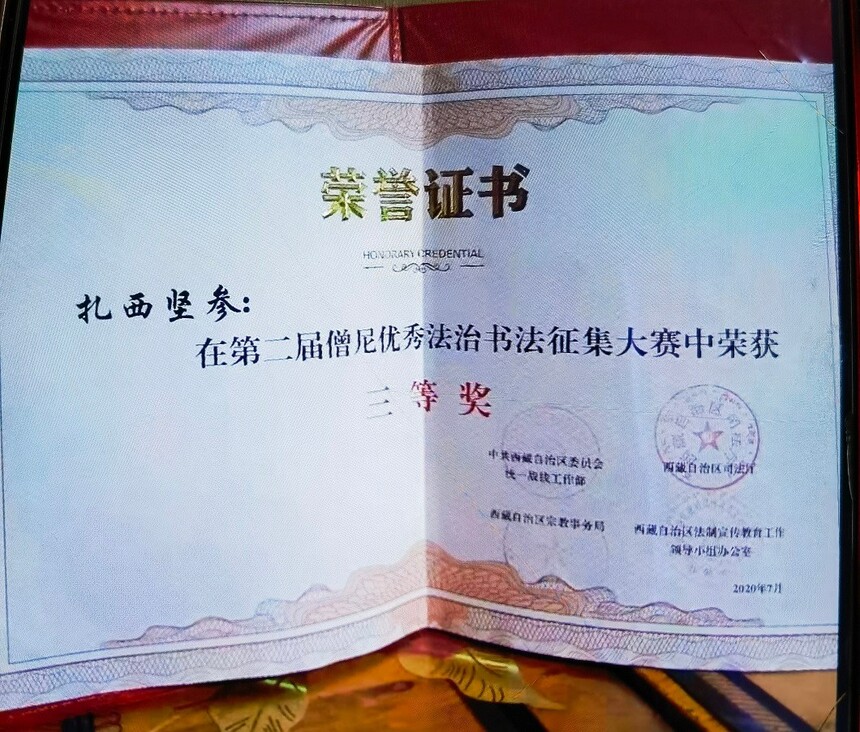 荣誉证书
HONORARY CREDENTIAL
扎西坚参:
在第二届僧尼优秀法治书法征集大赛中荣获
三等奖
中共西藏自治区委员会
统一战线工作部
西藏自治区司法厅
西藏自治区宗教事务局
西藏自治区法制宣传教育工作
领导小组办公室
2020年7月